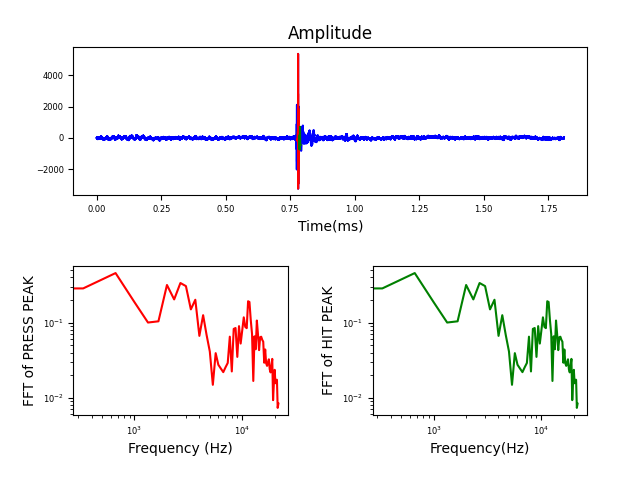 Amplitude
4000
2000
0
−2000
0.00 0.25 0.50 0.75 1.00 1.25 1.50 1.75
Time(ms)
FFT of PRESS PEAK
10⁻¹
10⁻²
10³ 10⁴
Frequency (Hz)
FFT of HIT PEAK
10⁻¹
10⁻²
10³ 10⁴
Frequency(Hz)